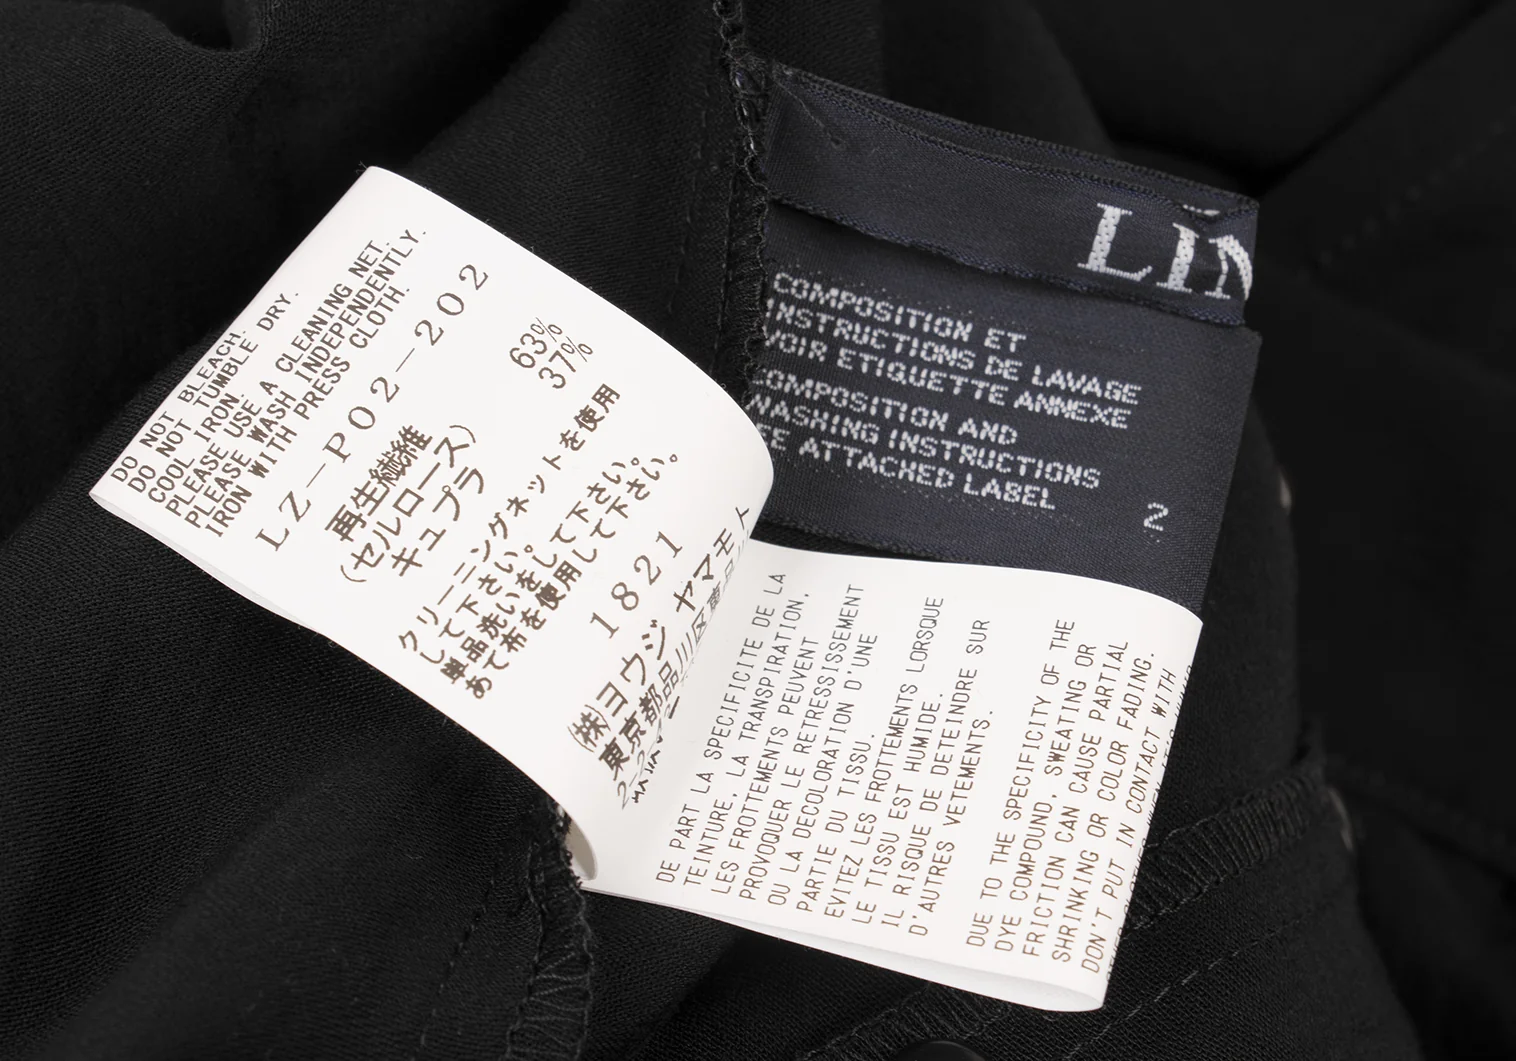 DO NOT BLEACH.
DO NOT TUMBLE DRY.
COOL IRON.
PLEASE USE A CLEANING NET.
PLEASE WASH INDEPENDENTLY.
IRON WITH PRESS CLOTH.
LZ-P02-202
再生繊維
(セルロース) 63%
キュプラ 37%
クリーニングネットを使用
して下さい。
単品洗いをして下さい。
あて布を使用して下さい。
1821
(株)ヨウジ ヤマモト
東京都品川区東品川
DE PART LA SPECIFICITE DE LA
TEINTURE, LA TRANSPIRATION,
LES FROTTEMENTS PEUVENT
PROVOQUER LE RETRESSISSEMENT
OU LA DECOLORATION D'UNE
PARTIE DU TISSU.
EVITEZ LES FROTTEMENTS LORSQUE
LE TISSU EST HUMIDE.
IL RISQUE DE DETEINDRE SUR
D'AUTRES VETEMENTS.
DUE TO THE SPECIFICITY OF THE
DYE COMPOUND, SWEATING OR
FRICTION CAN CAUSE PARTIAL
SHRINKING OR COLOR FADING.
DON'T PUT IN CONTACT WITH
LIN
COMPOSITION ET
INSTRUCTIONS DE LAVAGE
VOIR ETIQUETTE ANNEXE
COMPOSITION AND
WASHING INSTRUCTIONS
ATTACHED LABEL
2